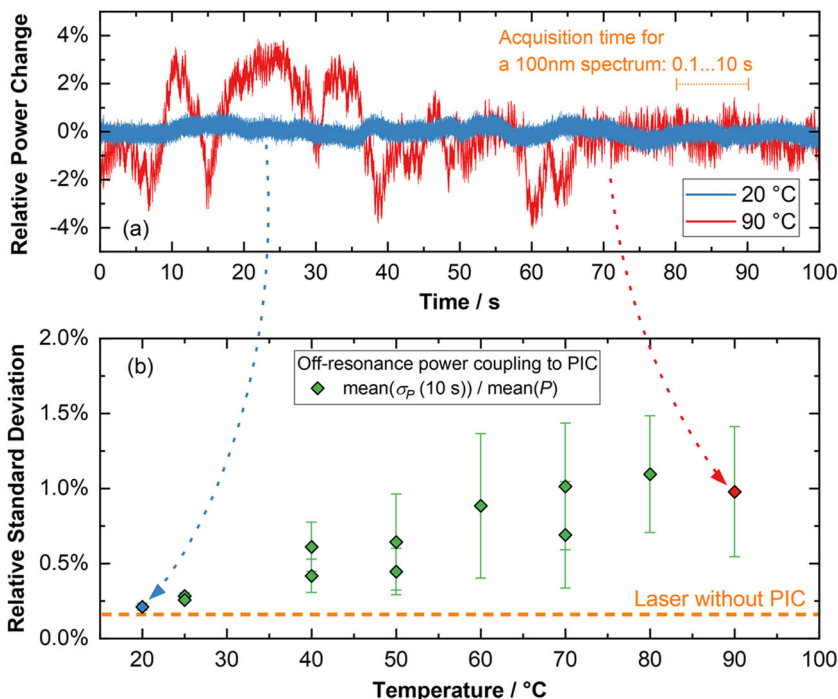 4%
2%
0%
-2%
-4%
Relative Power Change
Acquisition time for
a 100nm spectrum: 0.1...10 s
(a)
20 °C
90 °C
0 10 20 30 40 50 60 70 80 90 100
Time / s
2.0%
1.5%
1.0%
0.5%
0.0%
Relative Standard Deviation
(b)
Off-resonance power coupling to PIC
mean(σP (10 s)) / mean(P)
Laser without PIC
20 30 40 50 60 70 80 90 100
Temperature / °C